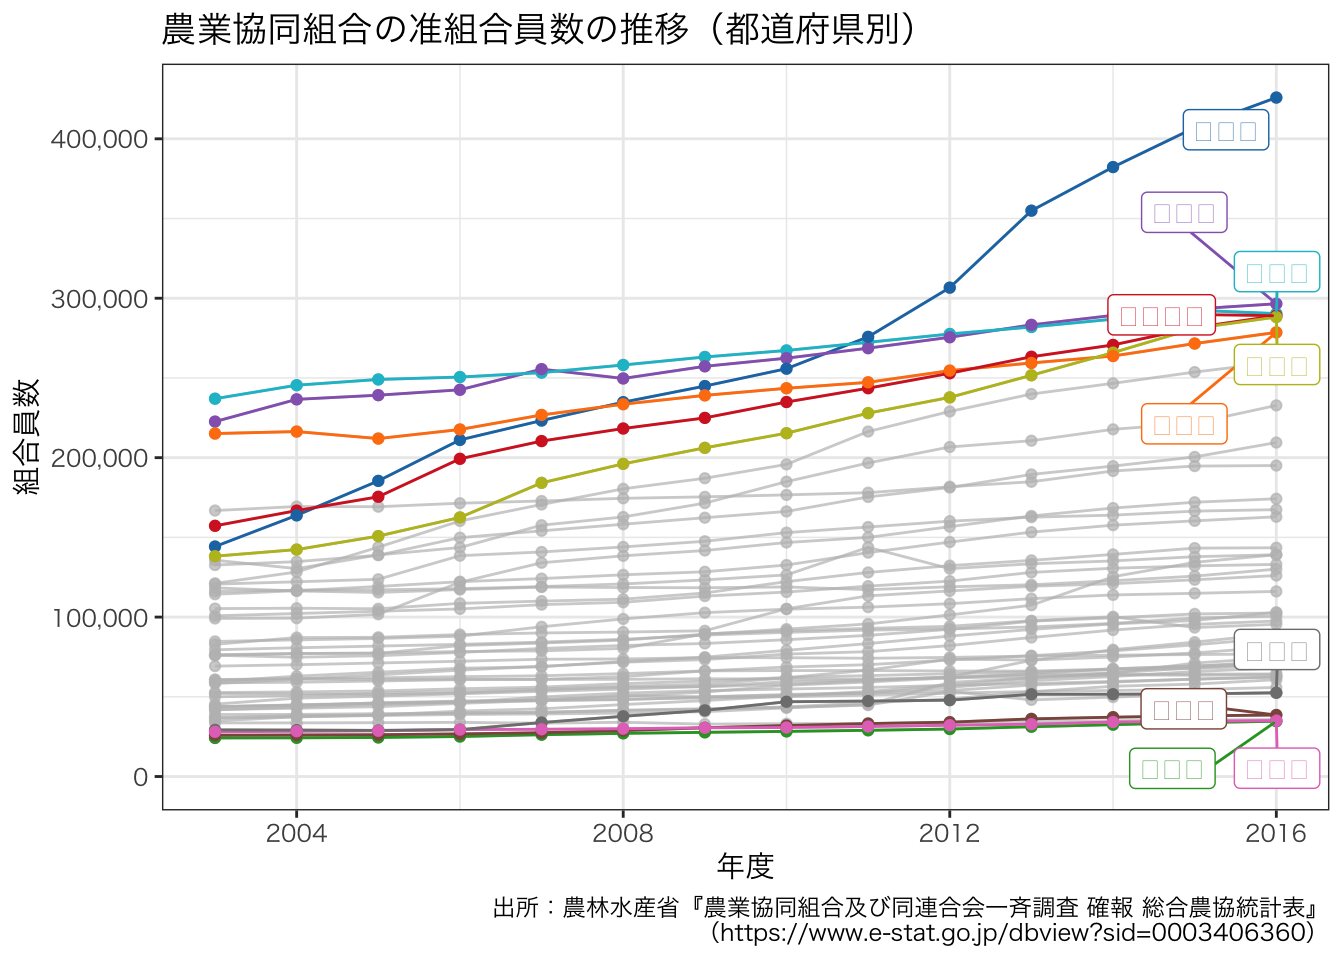 農業協同組合の准組合員数の推移（都道府県別）
組合員数
400,000
300,000
200,000
100,000
0
2004
2008
2012
2016
年度
出所：農林水産省『農業協同組合及び同連合会一斉調査 確報 総合農協統計表』
（https://www.e-stat.go.jp/dbview?sid=0003406360）